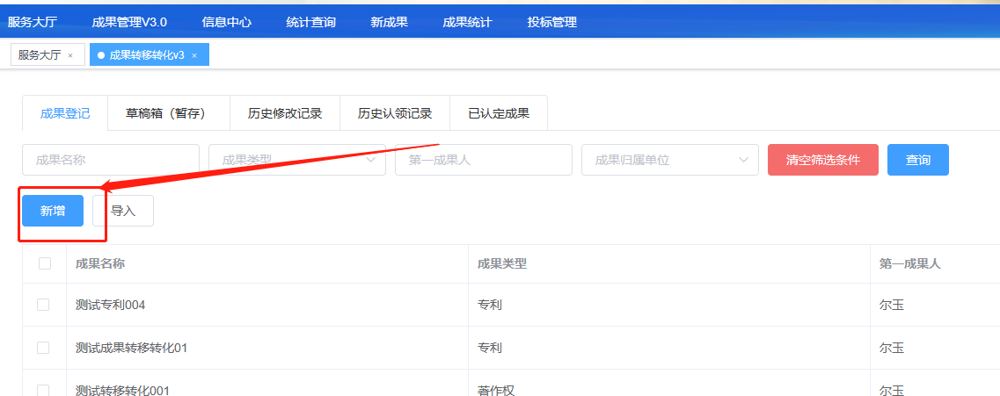 服务大厅 成果管理V3.0 信息中心 统计查询 新成果 成果统计 投标管理
服务大厅 × 成果转移转化v3 ×
成果登记 草稿箱（暂存） 历史修改记录 历史认领记录 已认定成果
成果名称 成果类型 第一成果人 成果归属单位 清空筛选条件 查询
新增 导入
成果名称 成果类型 第一成果人
测试专利004 专利 尔玉
测试成果转移转化01 专利 尔玉
测试转移转化001 著作权 尔玉